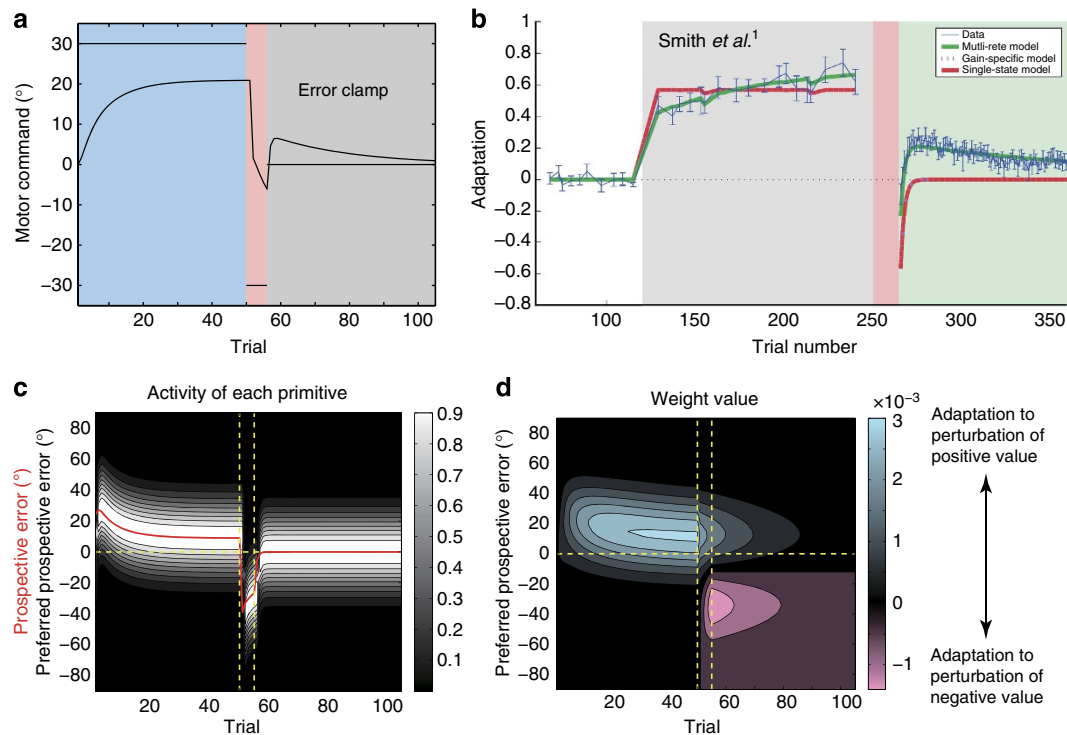 a
Motor command (°)
30
20
10
0
−10
−20
−30
Error clamp
20
40
60
80
100
Trial
b
Adaptation
1
0.8
0.6
0.4
0.2
0
−0.2
−0.4
−0.6
−0.8
Smith et al.1
Data
Mutli-rete model
Gain-specific model
Single-state model
100
150
200
250
300
350
Trial number
c
Activity of each primitive
Prospective error (°)
Preferred prospective error (°)
80
60
40
20
0
−20
−40
−60
−80
20
40
60
80
100
Trial
0.9
0.8
0.7
0.6
0.5
0.4
0.3
0.2
0.1
d
Weight value
Preferred prospective error (°)
80
60
40
20
0
−20
−40
−60
−80
20
40
60
80
100
Trial
×10−3
3
2
1
0
−1
Adaptation to
perturbation of
positive value
Adaptation to
perturbation of
negative value